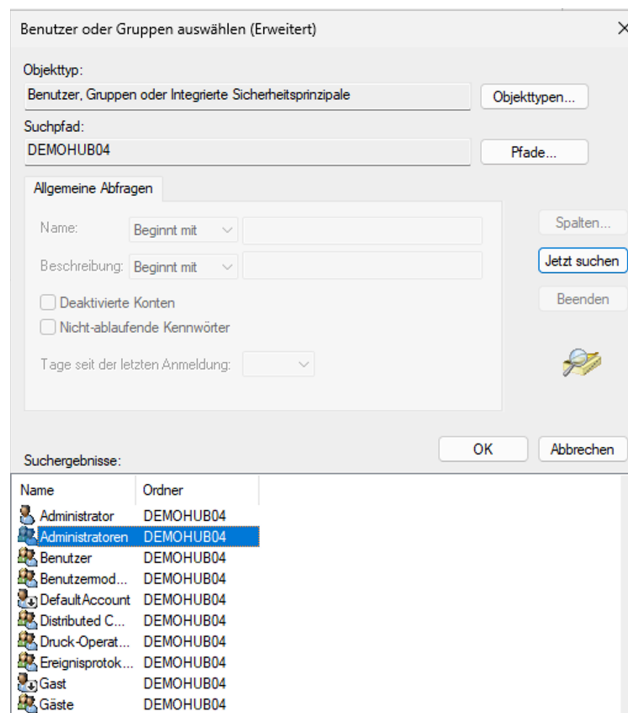 Benutzer oder Gruppen auswählen (Erweitert)
Objekttyp:
Benutzer, Gruppen oder Integrierte Sicherheitsprinzipale
Objekttypen...
Suchpfad:
DEMOHUB04
Pfade...
Allgemeine Abfragen
Name: Beginnt mit
Beschreibung: Beginnt mit
Deaktivierte Konten
Nicht-ablaufende Kennwörter
Tage seit der letzten Anmeldung:
Spalten...
Jetzt suchen
Beenden
OK Abbrechen
Suchergebnisse:
Name Ordner
Administrator DEMOHUB04
Administratoren DEMOHUB04
Benutzer DEMOHUB04
Benutzermod... DEMOHUB04
DefaultAccount DEMOHUB04
Distributed C... DEMOHUB04
Druck-Operat... DEMOHUB04
Ereignisprotok... DEMOHUB04
Gast DEMOHUB04
Gäste DEMOHUB04